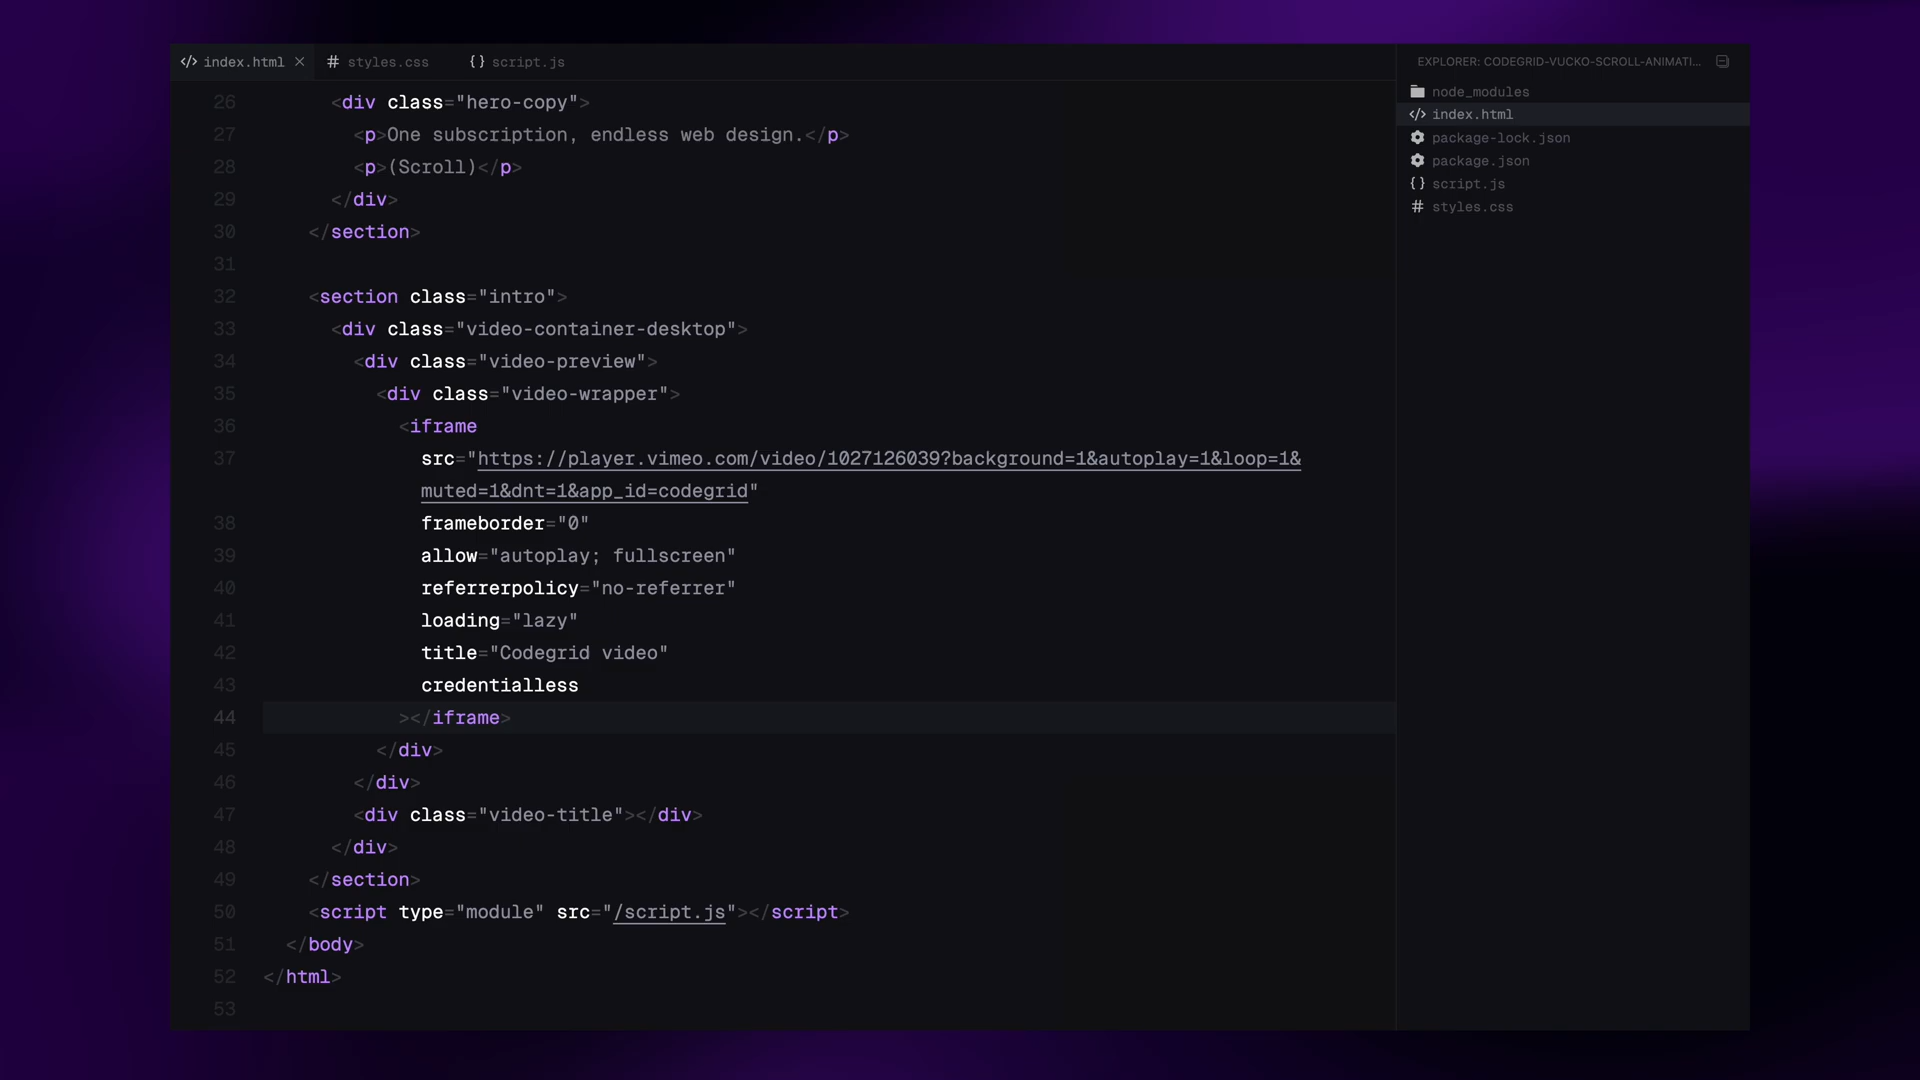 </> index.html × # styles.css {} script.js
EXPLORER: CODEGRID-VUCKO-SCROLL-ANIMATI...
node_modules
</> index.html
package-lock.json
package.json
{} script.js
# styles.css
26 <div class="hero-copy">
27 <p>One subscription, endless web design.</p>
28 <p>(Scroll)</p>
29 </div>
30 </section>
31
32 <section class="intro">
33 <div class="video-container-desktop">
34 <div class="video-preview">
35 <div class="video-wrapper">
36 <iframe
37 src="https://player.vimeo.com/video/1027126039?background=1&autoplay=1&loop=1&
muted=1&dnt=1&app_id=codegrid"
38 frameborder="0"
39 allow="autoplay; fullscreen"
40 referrerpolicy="no-referrer"
41 loading="lazy"
42 title="Codegrid video"
43 credentialless
44 ></iframe>
45 </div>
46 </div>
47 <div class="video-title"></div>
48 </div>
49 </section>
50 <script type="module" src="/script.js"></script>
51 </body>
52 </html>
53